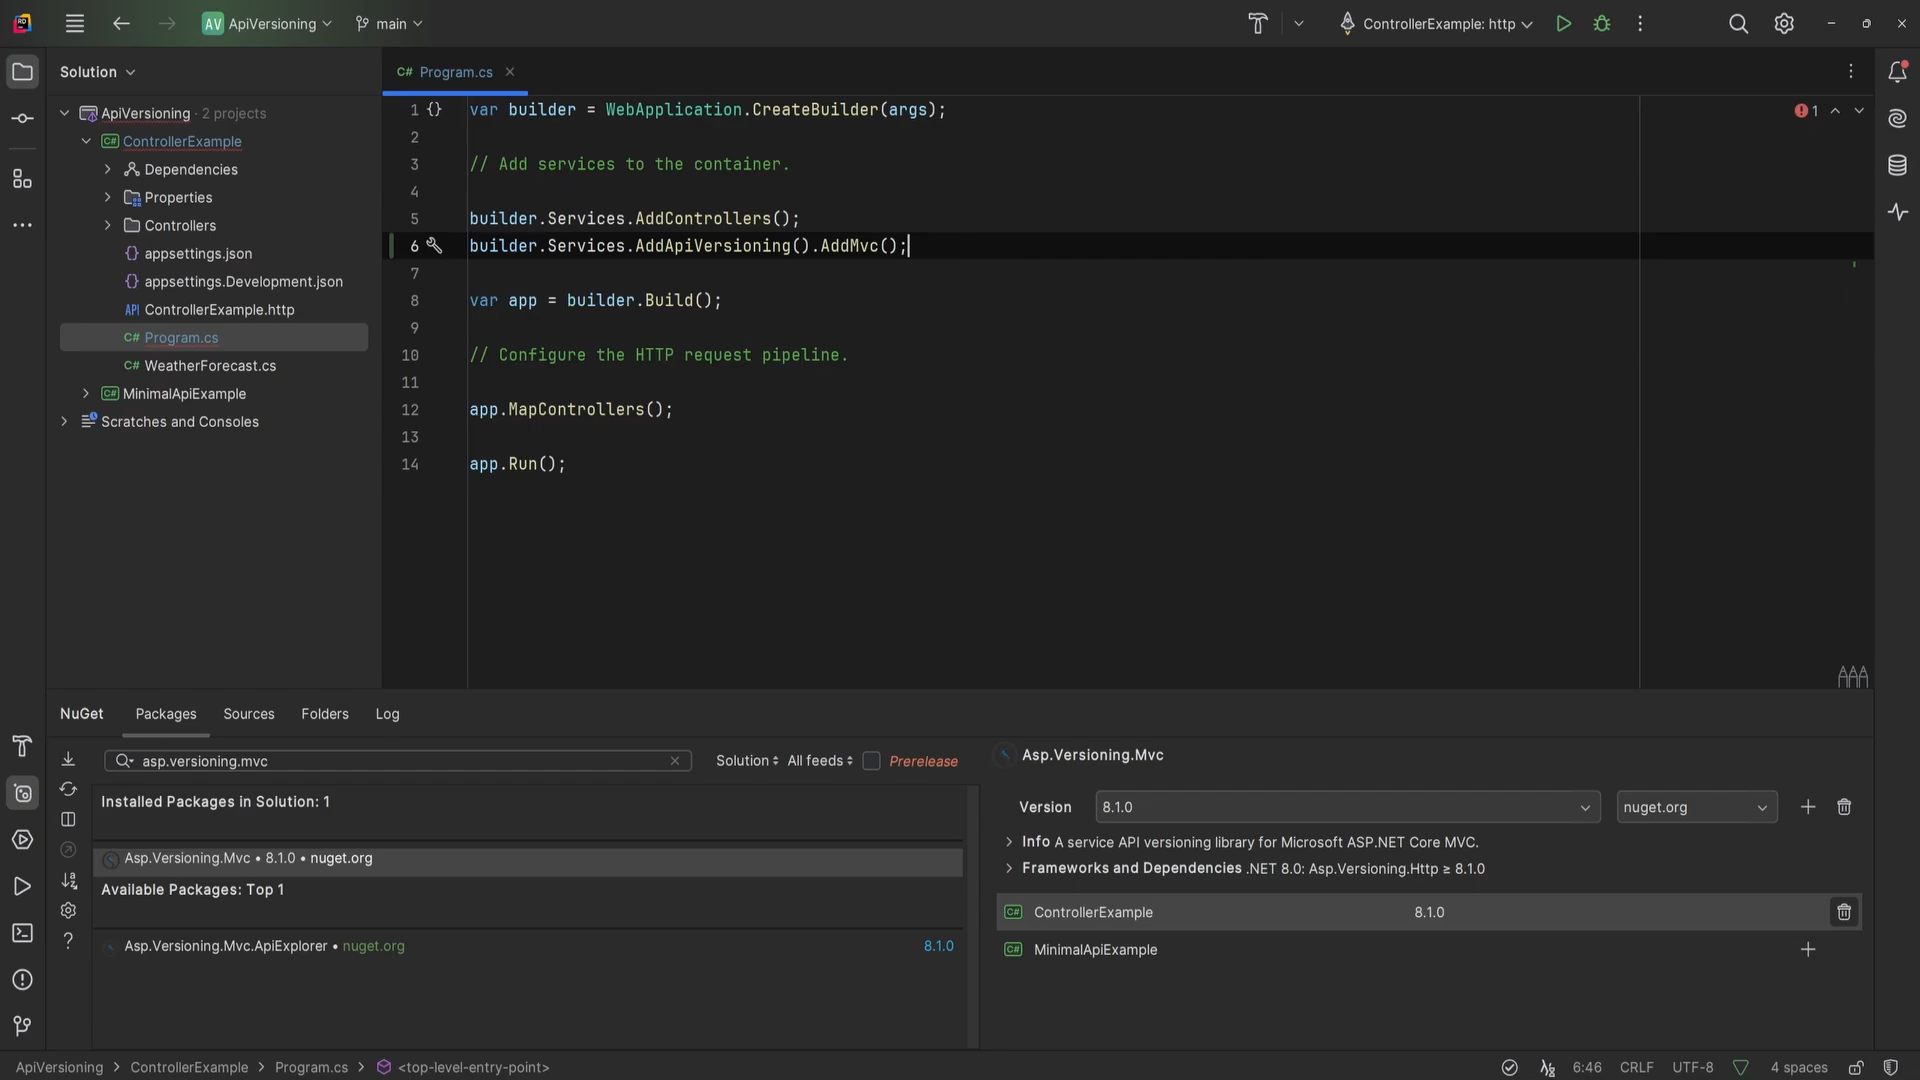 AV ApiVersioning
main
ControllerExample: http
Solution
ApiVersioning · 2 projects
C# ControllerExample
Dependencies
Properties
Controllers
{} appsettings.json
{} appsettings.Development.json
API ControllerExample.http
C# Program.cs
C# WeatherForecast.cs
C# MinimalApiExample
Scratches and Consoles
C# Program.cs
1 {} var builder = WebApplication.CreateBuilder(args);
2
3 // Add services to the container.
4
5 builder.Services.AddControllers();
6 builder.Services.AddApiVersioning().AddMvc();
7
8 var app = builder.Build();
9
10 // Configure the HTTP request pipeline.
11
12 app.MapControllers();
13
14 app.Run();
1
NuGet Packages Sources Folders Log
asp.versioning.mvc
Solution All feeds Prerelease
Installed Packages in Solution: 1
Asp.Versioning.Mvc • 8.1.0 • nuget.org
Available Packages: Top 1
Asp.Versioning.Mvc.ApiExplorer • nuget.org 8.1.0
Asp.Versioning.Mvc
Version 8.1.0 nuget.org
Info A service API versioning library for Microsoft ASP.NET Core MVC.
Frameworks and Dependencies .NET 8.0: Asp.Versioning.Http ≥ 8.1.0
C# ControllerExample 8.1.0
C# MinimalApiExample
ApiVersioning > ControllerExample > Program.cs > <top-level-entry-point>
6:46 CRLF UTF-8 4 spaces